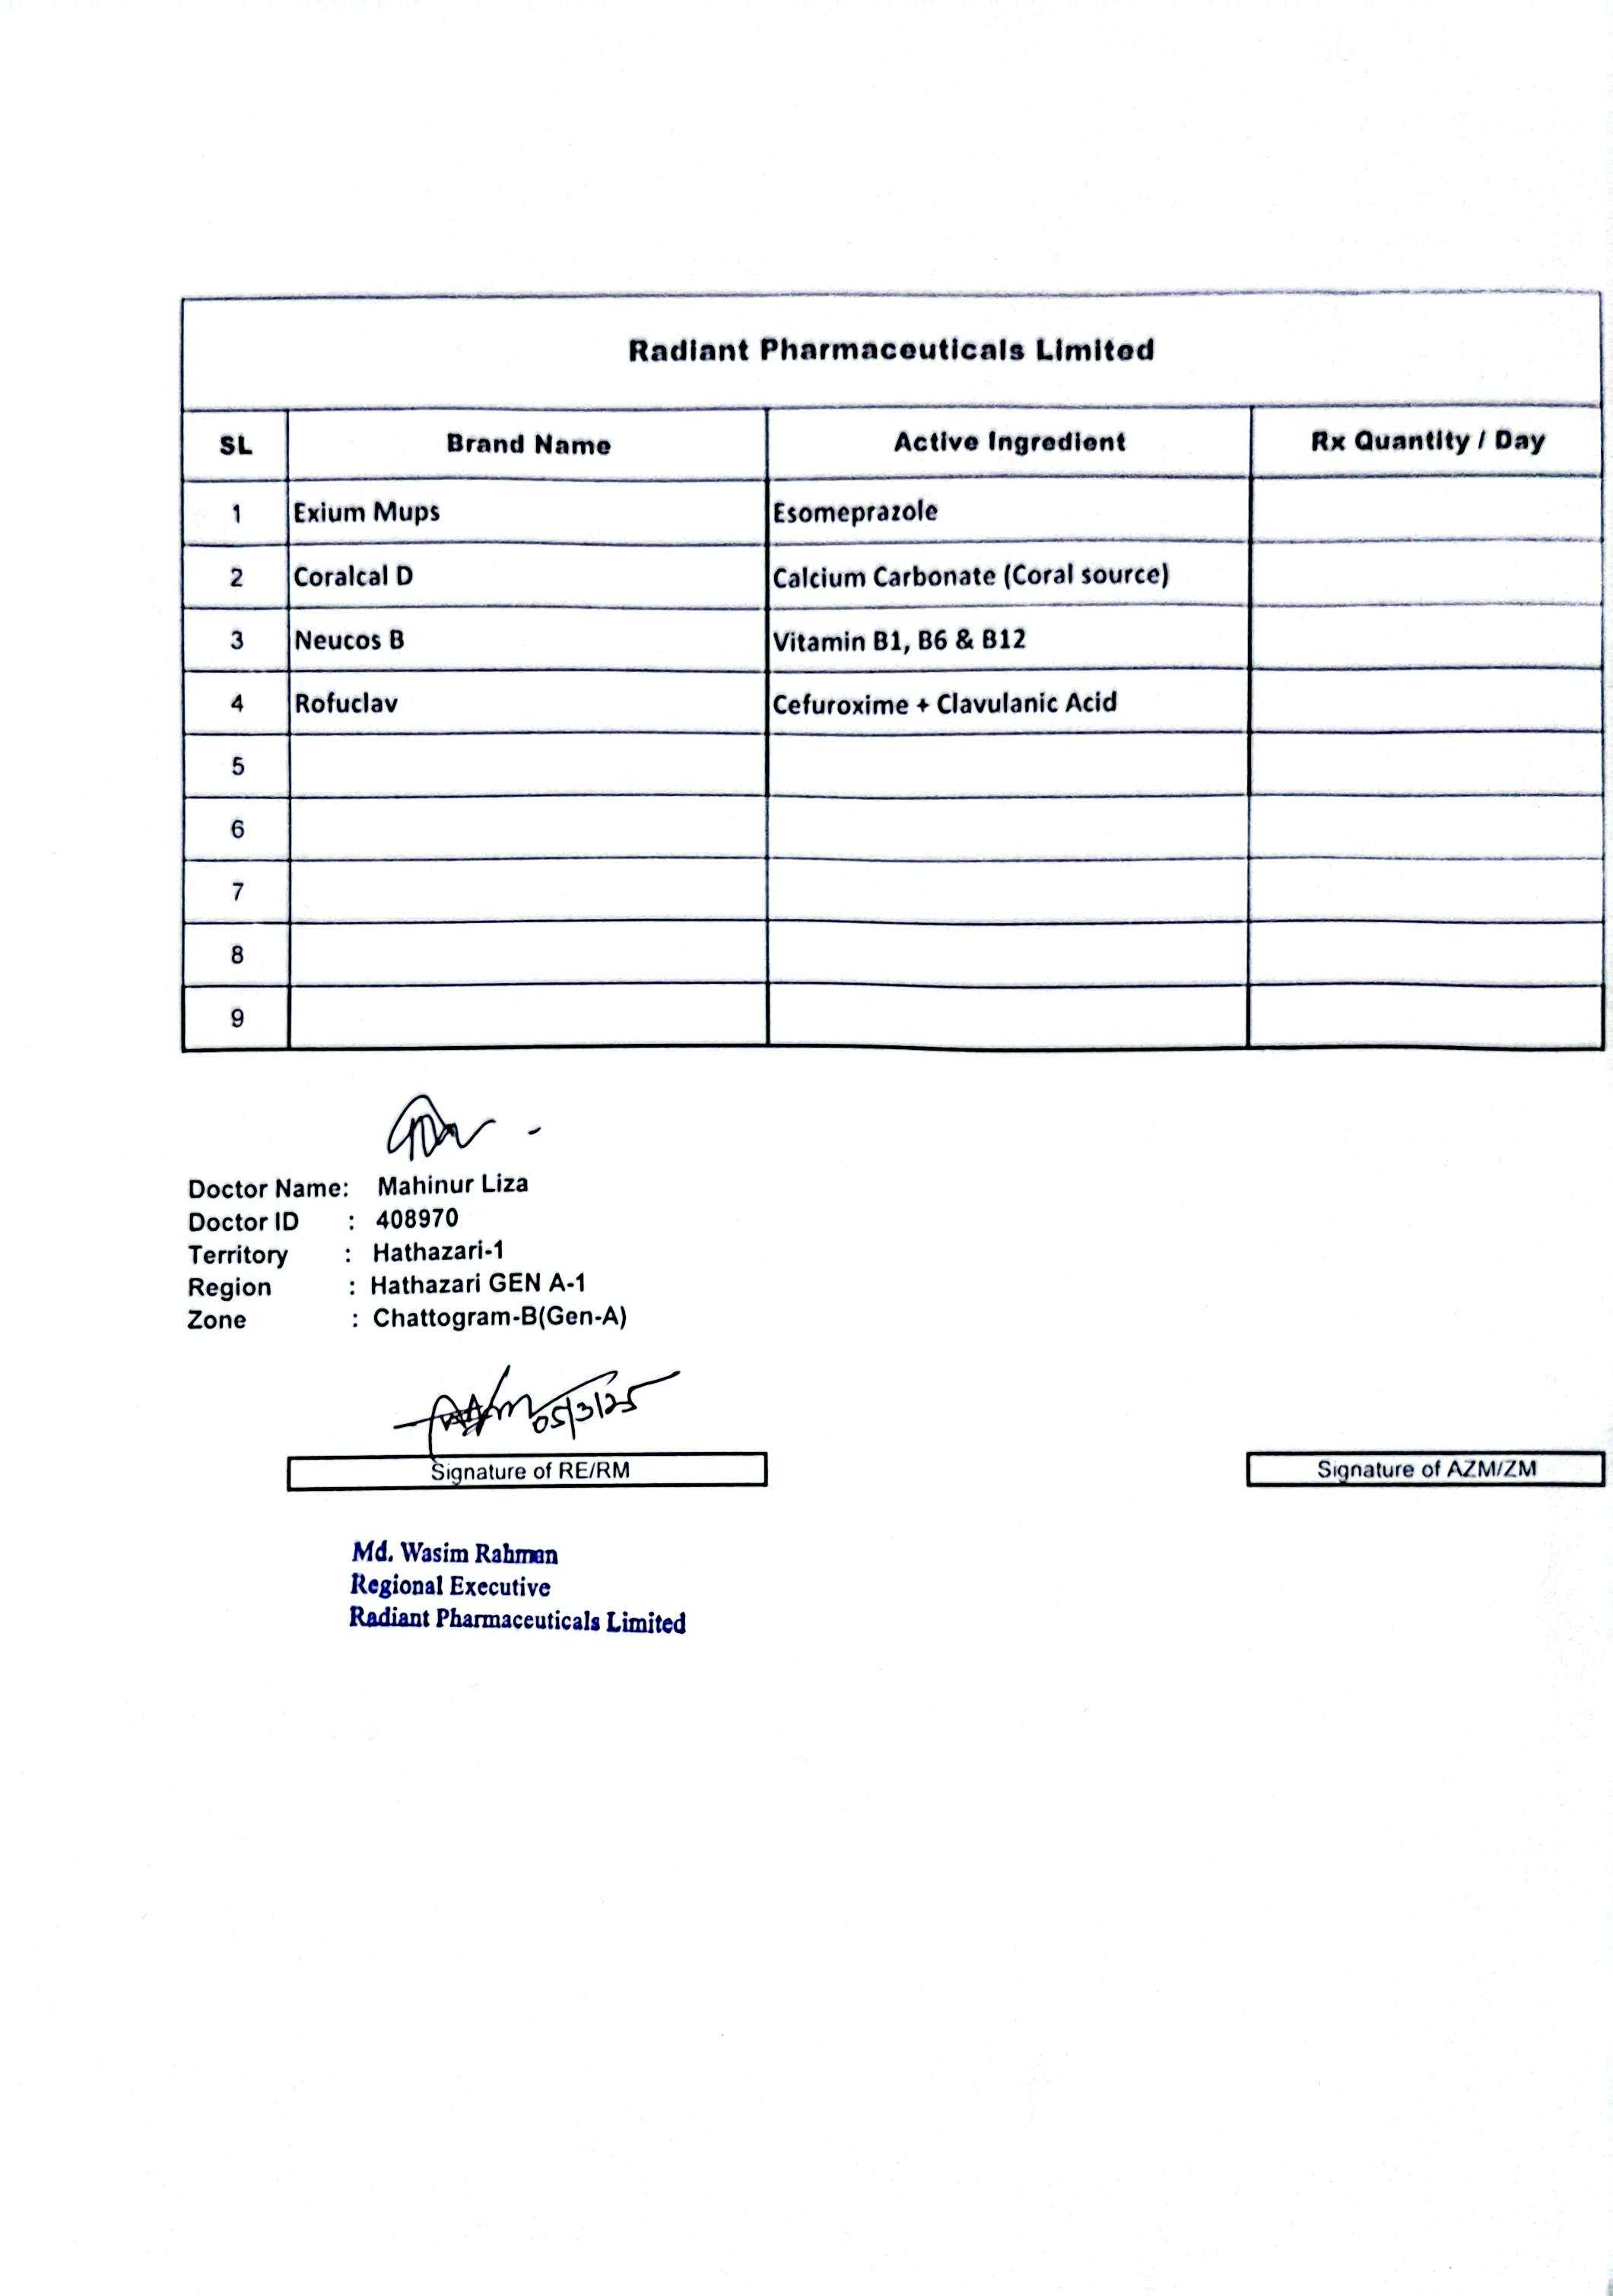 Radiant Pharmaceuticals Limited
SL Brand Name Active Ingredient Rx Quantity / Day
1 Exium Mups Esomeprazole
2 Coralcal D Calcium Carbonate (Coral source)
3 Neucos B Vitamin B1, B6 & B12
4 Rofuclav Cefuroxime + Clavulanic Acid
5
6
7
8
9
Doctor Name: Mahinur Liza
Doctor ID : 408970
Territory : Hathazari-1
Region : Hathazari GEN A-1
Zone : Chattogram-B(Gen-A)
05/3/25
Signature of RE/RM Signature of AZM/ZM
Md. Wasim Rahman
Regional Executive
Radiant Pharmaceuticals Limited